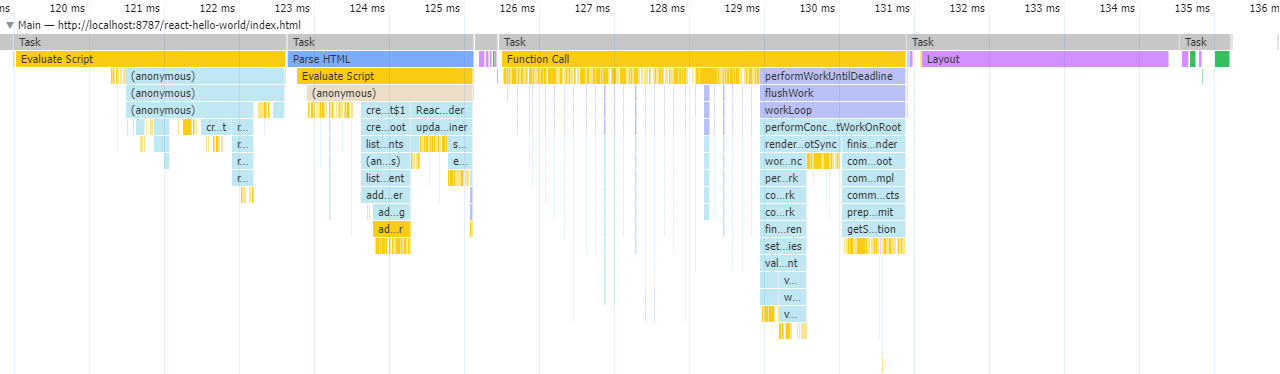 ms 120 ms 121 ms 122 ms 123 ms 124 ms 125 ms 126 ms 127 ms 128 ms 129 ms 130 ms 131 ms 132 ms 133 ms 134 ms 135 ms 136 m
▼ Main — http://localhost:8787/react-hello-world/index.html
Task Task Task Task Task
Evaluate Script Parse HTML Function Call Layout
(anonymous) Evaluate Script performWorkUntilDeadline
(anonymous) (anonymous) flushWork
(anonymous) cre...t$1 Reac...der workLoop
cr...t r... cre...oot upda...iner performConc...tWorkOnRoot
r... list...nts s... render...otSync finis...nder
r... (an...s) e... wor...nc com...oot
r... list...ent per...rk com...mpl
add...er co...rk comm...cts
ad...g co...rk prep...mit
ad...r fin...ren getS...tion
set...ies
val...nt
v...
w...
v...